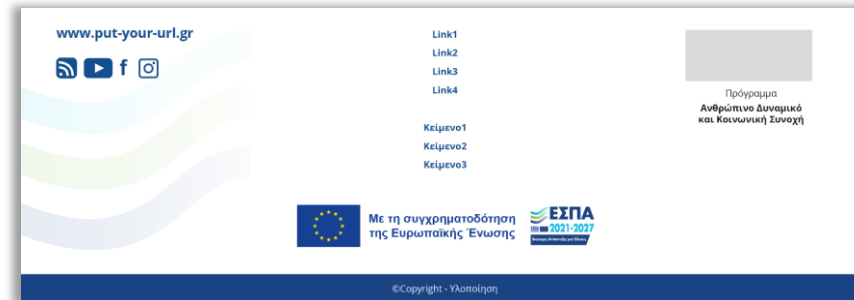 www.put-your-url.gr
f
Link1
Link2
Link3
Link4
Κείμενο1
Κείμενο2
Κείμενο3
Πρόγραμμα
Ανθρώπινο Δυναμικό
και Κοινωνική Συνοχή
Με τη συγχρηματοδότηση
της Ευρωπαϊκής Ένωσης
ΕΣΠΑ
2021-2027
©Copyright - Υλοποίηση